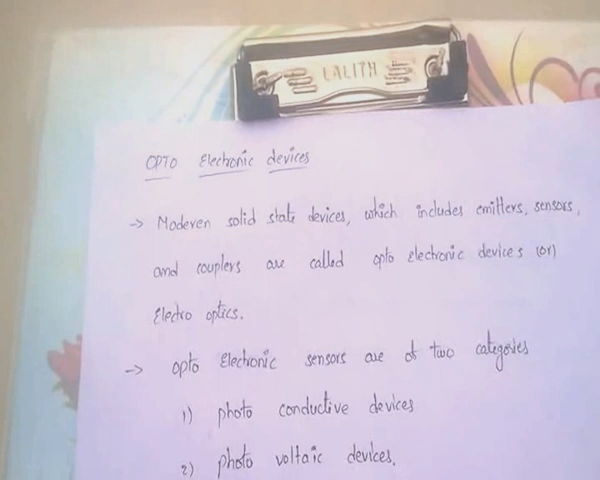 LALITH
OPTO Electronic devices
→ Moderen solid state devices, which includes emitters, sensors,
and couplers are called opto electronic devices (or)
Electro optics.
→ opto Electronic sensors are of two categories
1) photo conductive devices
2) photo voltaic devices.